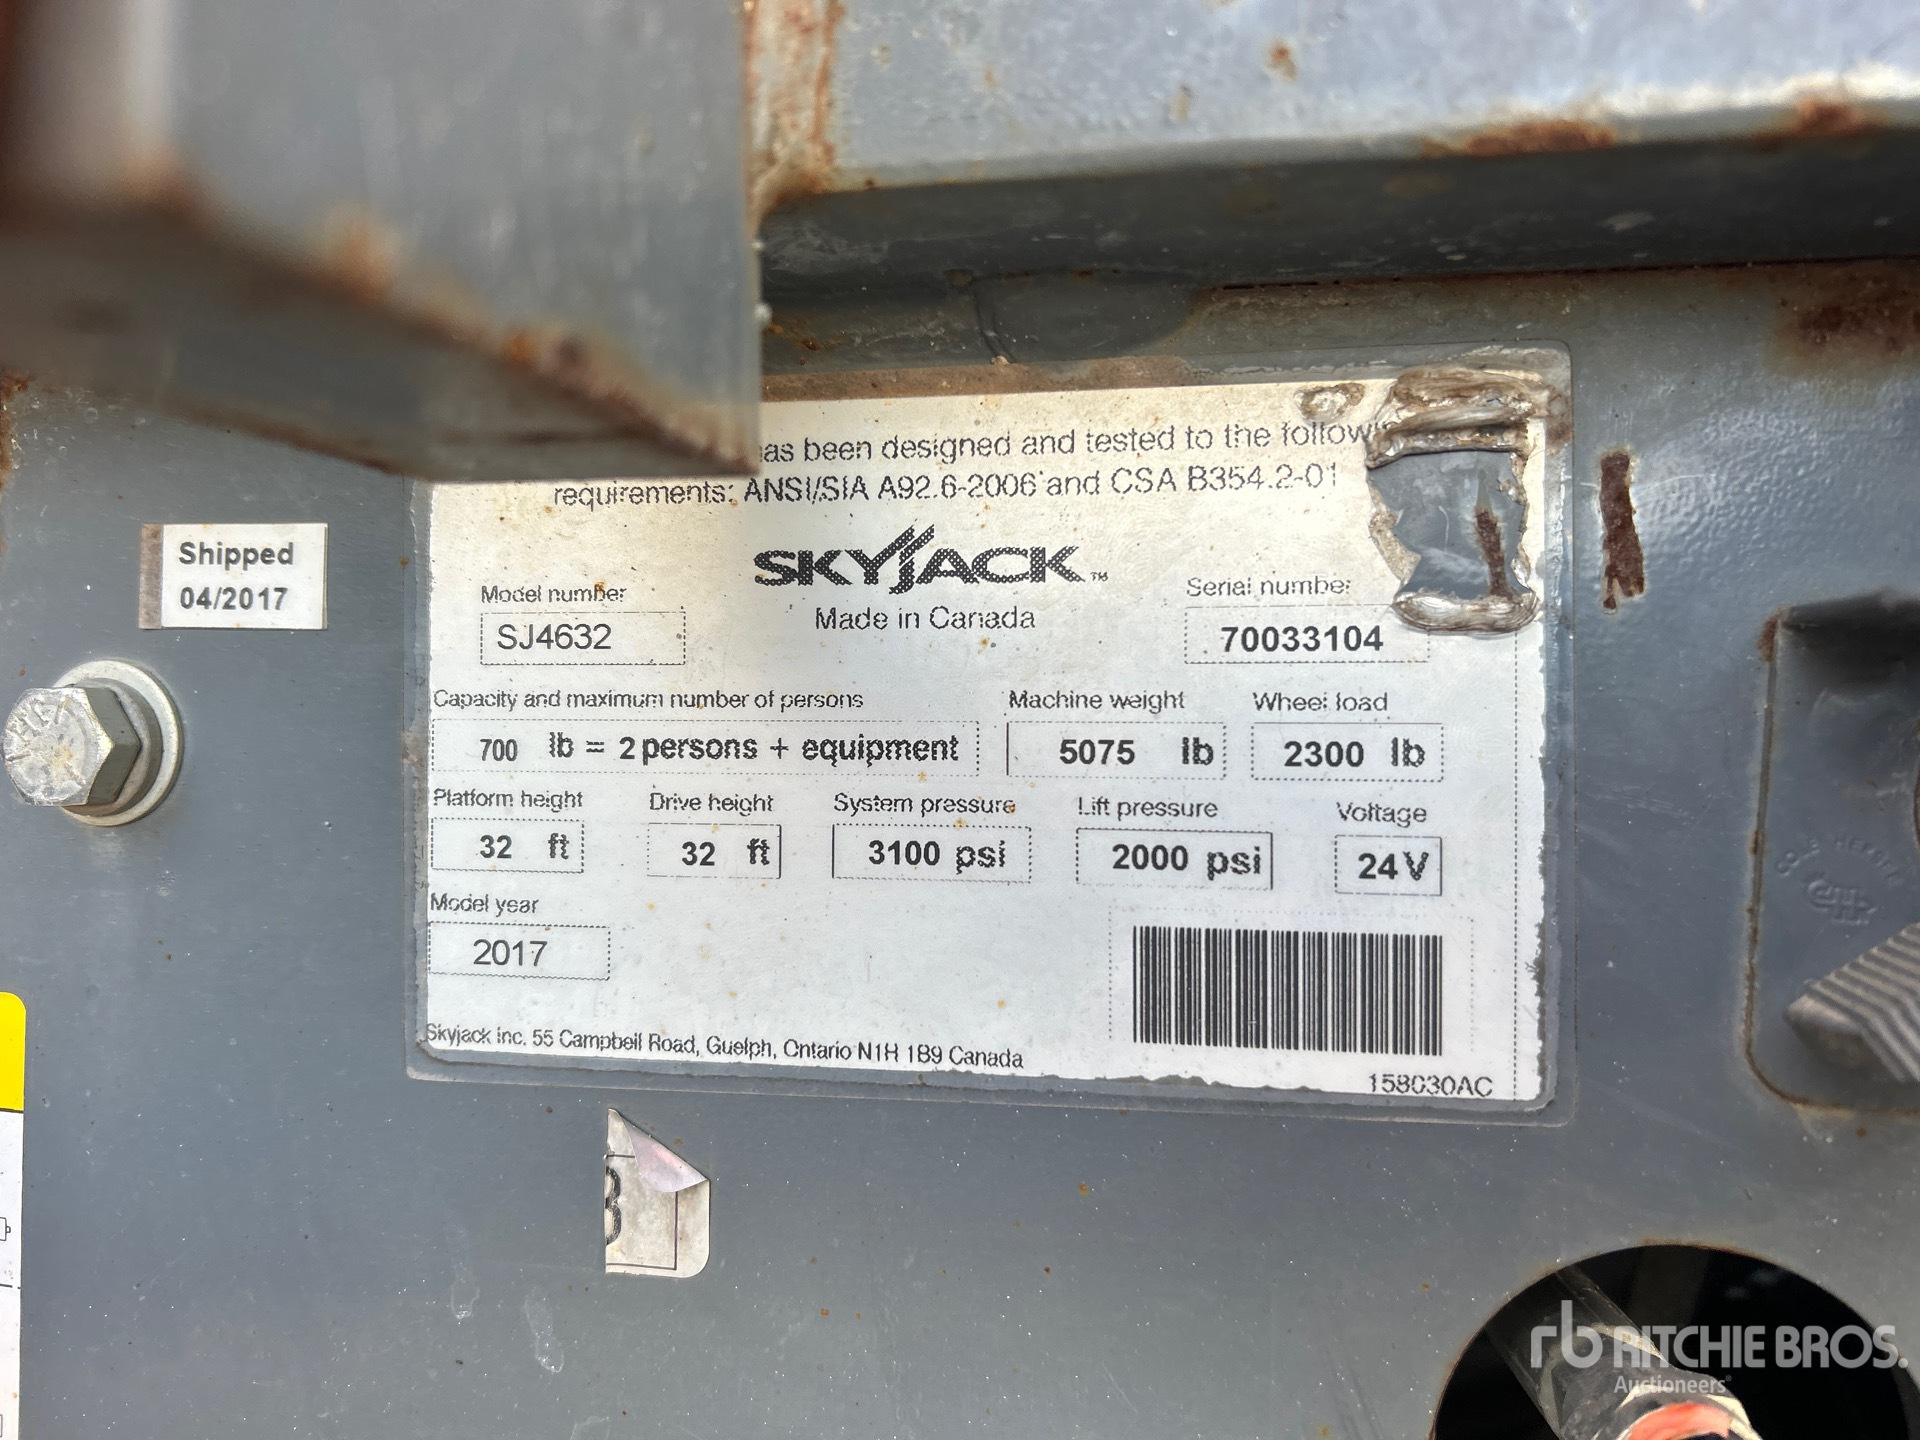 has been designed and tested to the
requirements: ANSI/SIA A92.6-2006 and CSA B354.2-01
SKYJACK™
Made in Canada
Shipped
04/2017
Model number
SJ4632
Serial number
70033104
Capacity and maximum number of persons
700 lb = 2 persons + equipment
Machine weight
5075 lb
Wheel load
2300 lb
Platform height
32 ft
Drive height
32 ft
System pressure
3100 psi
Lift pressure
2000 psi
Voltage
24 V
Model year
2017
Skyjack Inc. 55 Campbell Road, Guelph, Ontario N1H 1B9 Canada
158030AC
rb RITCHIE BROS.
Auctioneers